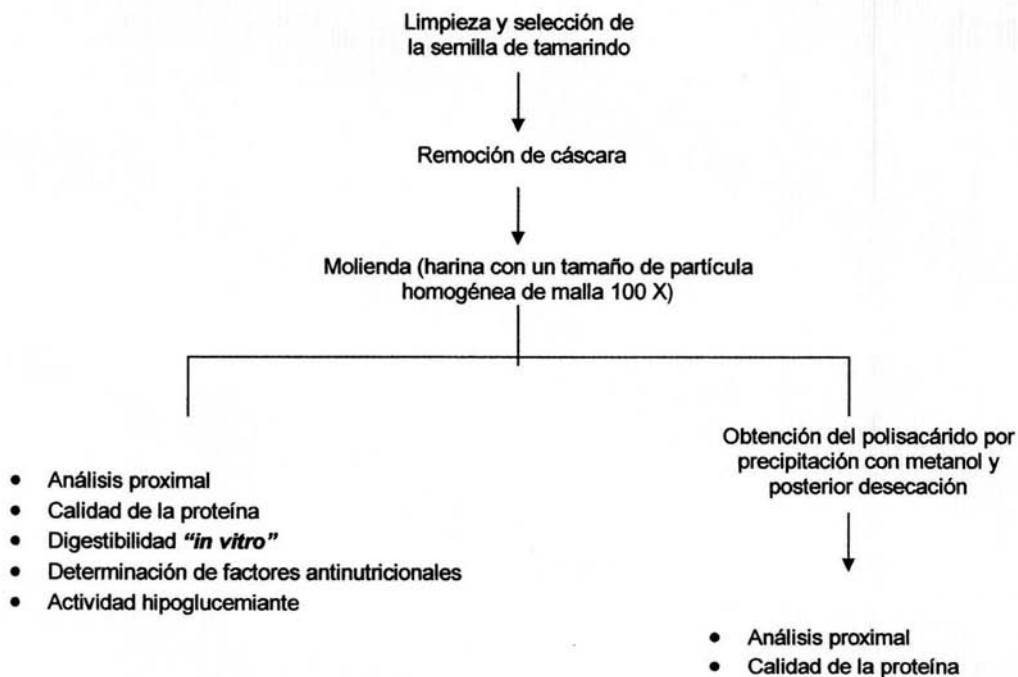 Limpieza y selección de
la semilla de tamarindo
Remoción de cáscara
Molienda (harina con un tamaño de partícula
homogénea de malla 100 X)
Obtención del polisacárido por
precipitación con metanol y
posterior desecación
• Análisis proximal
• Calidad de la proteína
• Digestibilidad "in vitro"
• Determinación de factores antinutricionales
• Actividad hipoglucemiante
• Análisis proximal
• Calidad de la proteína